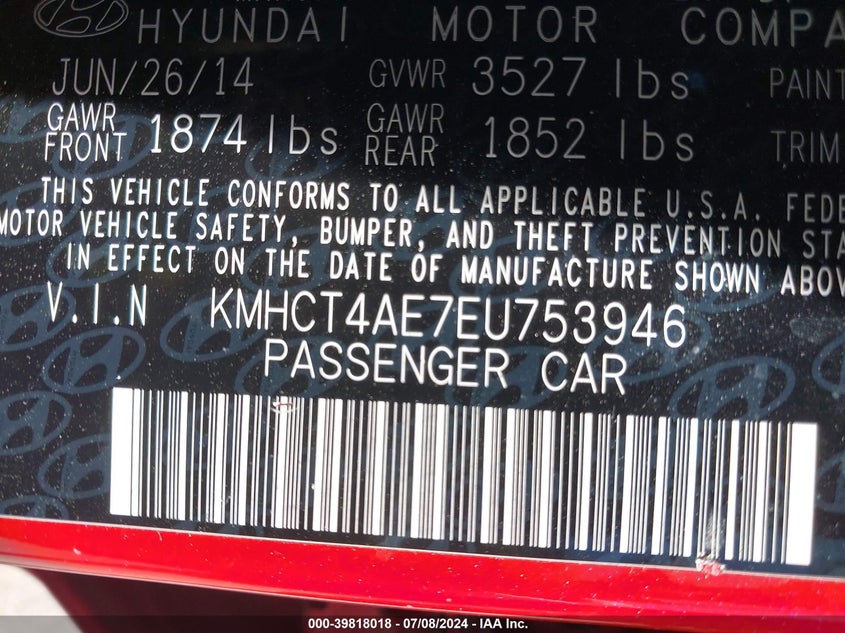 HYUNDAI MOTOR COMPA
JUN/26/14 GVWR 3527 lbs PAINT
GAWR FRONT 1874 lbs GAWR REAR 1852 lbs TRIM
THIS VEHICLE CONFORMS TO ALL APPLICABLE U.S.A. FEDE
MOTOR VEHICLE SAFETY, BUMPER, AND THEFT PREVENTION STA
IN EFFECT ON THE DATE OF MANUFACTURE SHOWN ABOV
V.I.N KMHCT4AE7EU753946
PASSENGER CAR
000-39818018 - 07/08/2024 - IAA Inc.